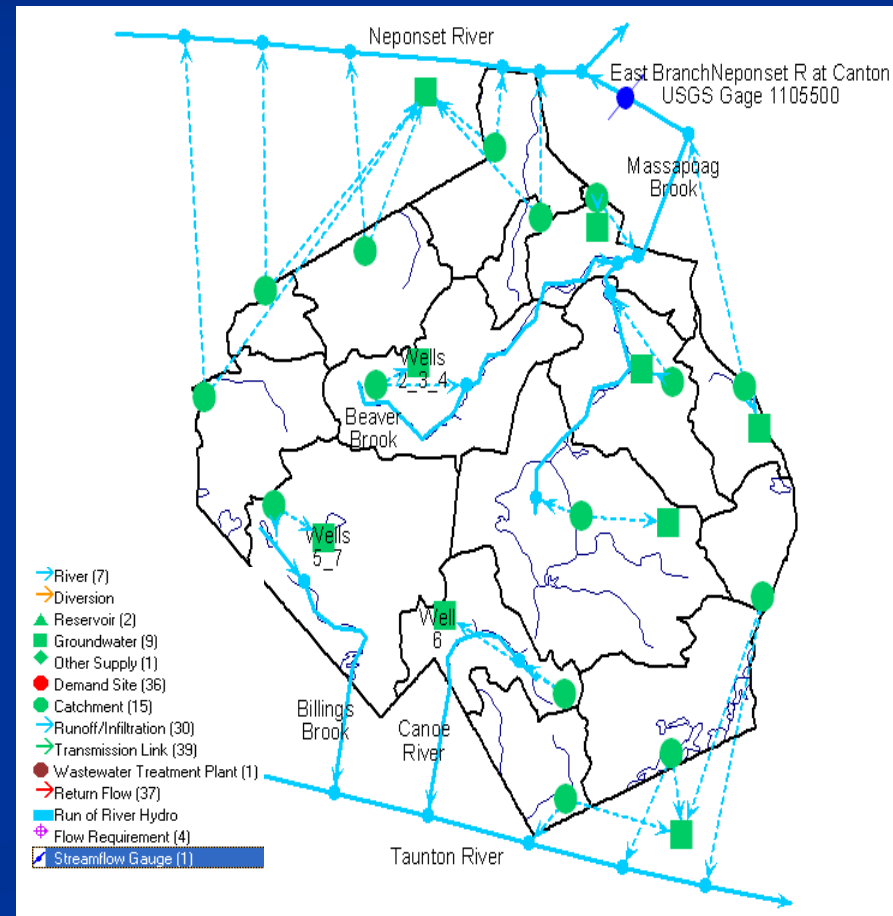 Neponset River
East BranchNeponset R at Canton
USGS Gage 1105500
Massapoag
Brook
Wells
2_3_4
Beaver
Brook
Wells
5_7
Well
6
Billings
Brook
Canoe
River
Taunton River
River (7)
Diversion
Reservoir (2)
Groundwater (9)
Other Supply (1)
Demand Site (36)
Catchment (15)
Runoff/Infiltration (30)
Transmission Link (39)
Wastewater Treatment Plant (1)
Return Flow (37)
Run of River Hydro
Flow Requirement (4)
Streamflow Gauge (1)